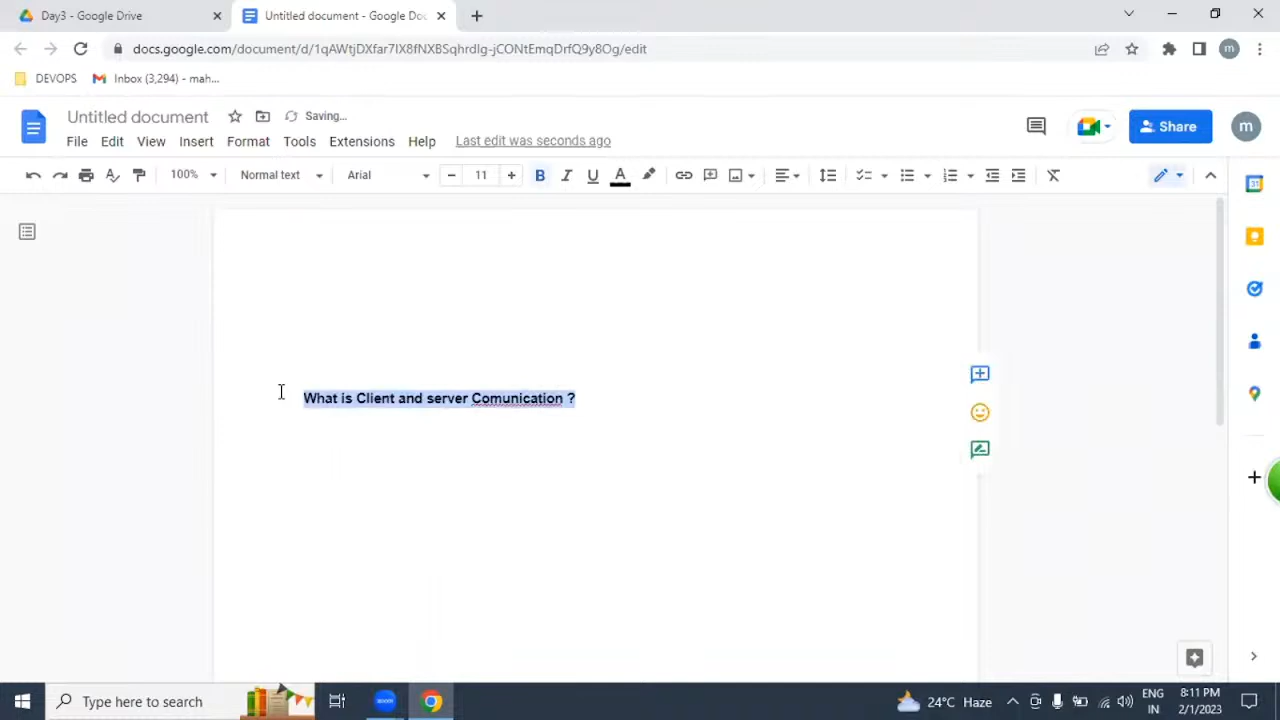 Day3 - Google Drive
Untitled document - Google Doc
docs.google.com/document/d/1qAWtjDXfar7IX8fNXBSqhrdIg-jCONtEmqDrfQ9y8Og/edit
m
DEVOPS
Inbox (3,294) - mah...
Untitled document
Saving...
File Edit View Insert Format Tools Extensions Help Last edit was seconds ago
Share
m
100% Normal text Arial 11 B I U A
31
What is Client and server Comunication ?
Type here to search
zoom
24°C Haze
ENG
IN
8:11 PM
2/1/2023